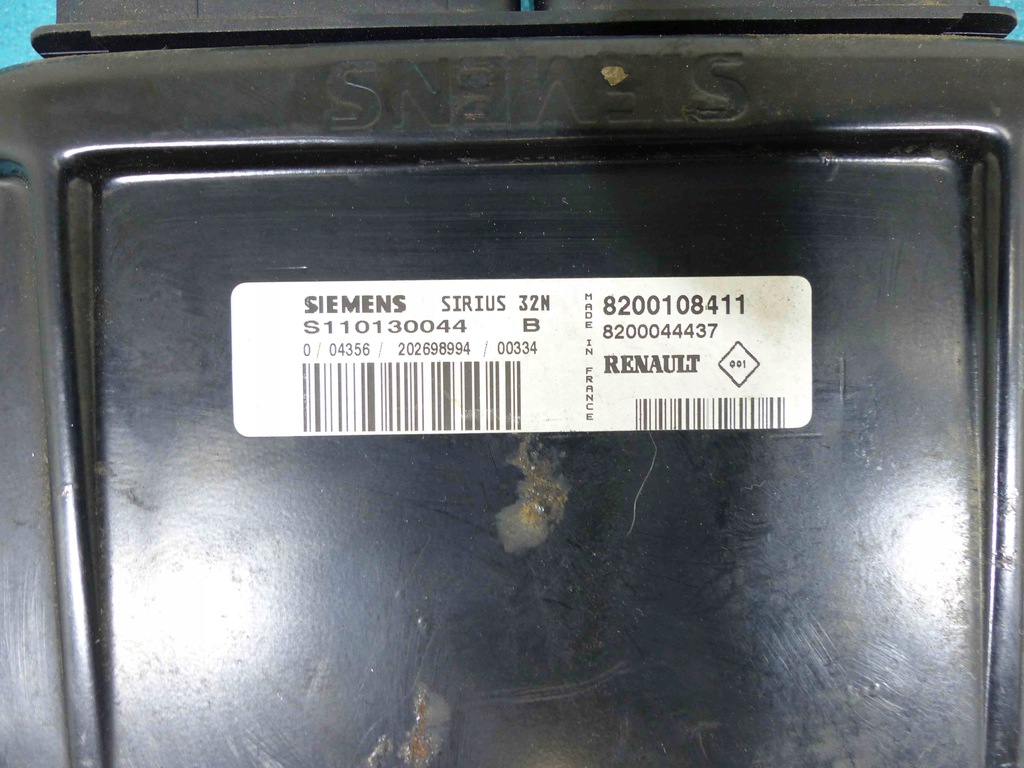 SIEMENS
SIEMENS SIRIUS 32N
S110130044 B
0 / 04356 / 202698994 / 00334
MADE IN FRANCE
8200108411
8200044437
RENAULT 001